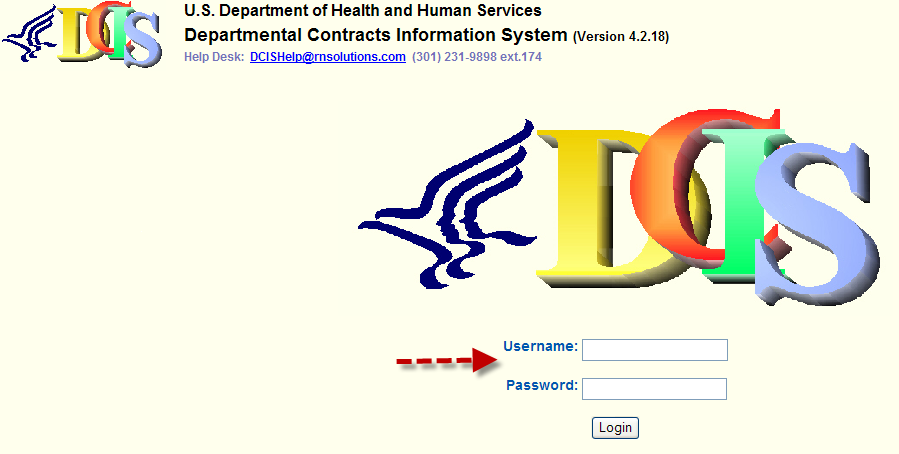 DCIS
U.S. Department of Health and Human Services
Departmental Contracts Information System (Version 4.2.18)
Help Desk: DCISHelp@rnsolutions.com (301) 231-9898 ext.174
DCIS
Username:
Password:
Login